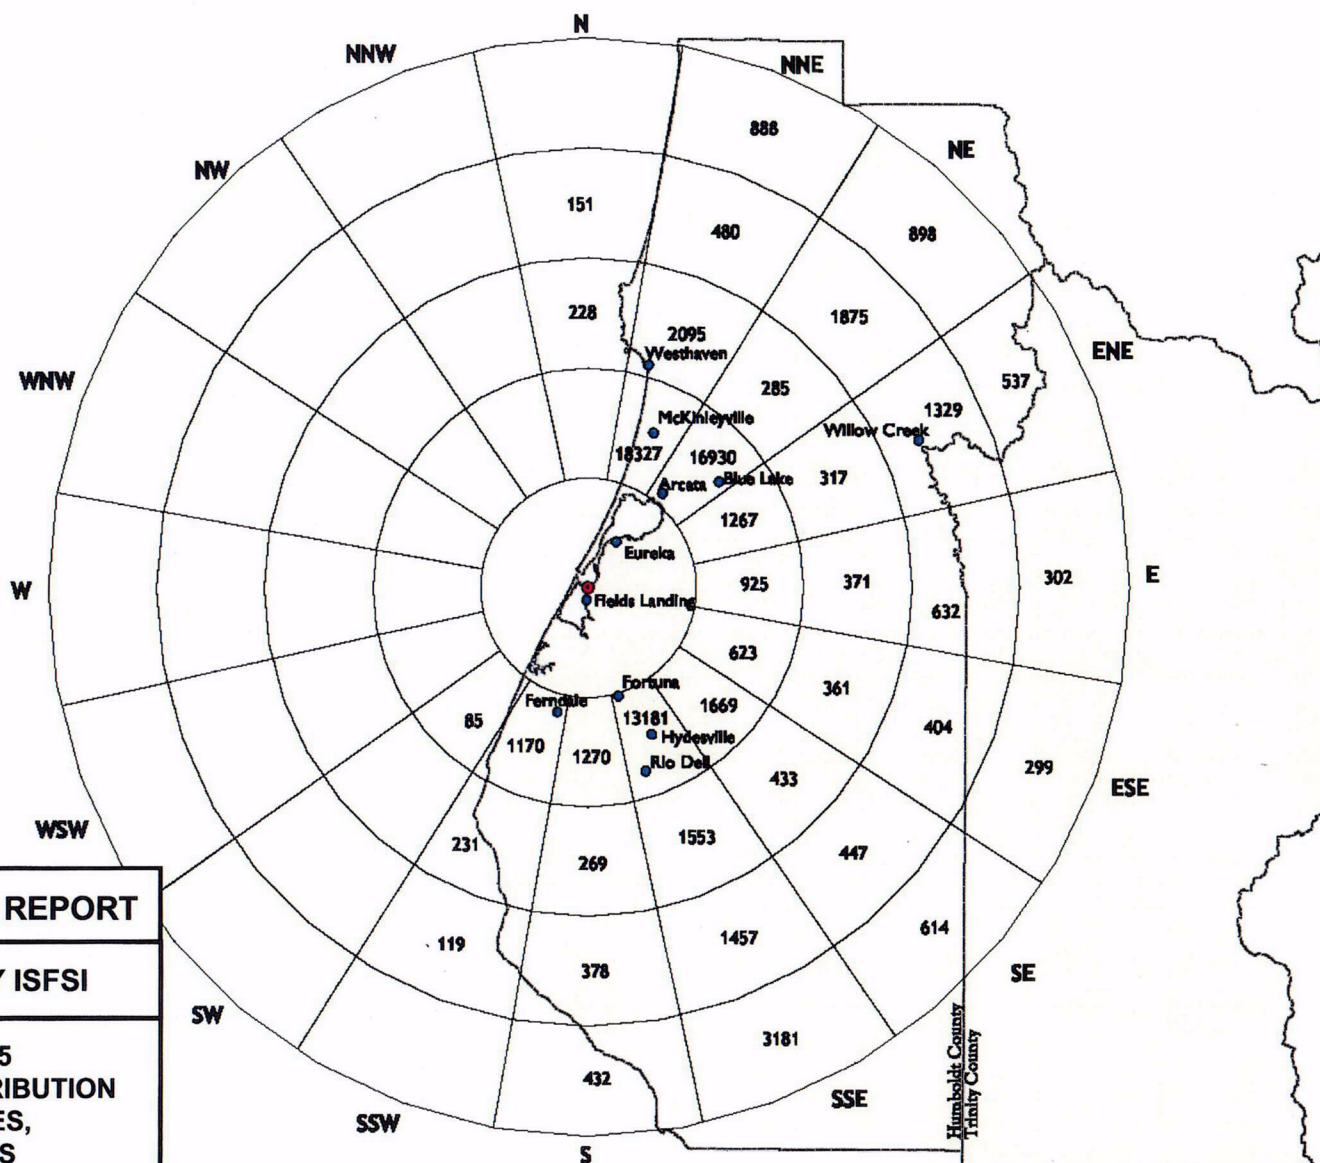 N
NNW
NNE
888
NE
NW
151
480
898
228
1875
2095
Westhaven
ENE
WNW
285
537
1329
McKinleyville
Willow Creek
18327
16930
317
Arcata
Blue Lake
1267
Eureka
W
925
371
302
E
Fields Landing
632
623
Fortuna
361
Ferndale
1669
85
13181
404
Hydesville
1170
1270
Rio Dell
299
433
ESE
WSW
231
1553
447
269
REPORT
614
119
1457
378
Y ISFSI
SE
SW
3181
5
432
RIBUTION
SSE
ES,
SSW
S
S
Humboldt County
Trinity County